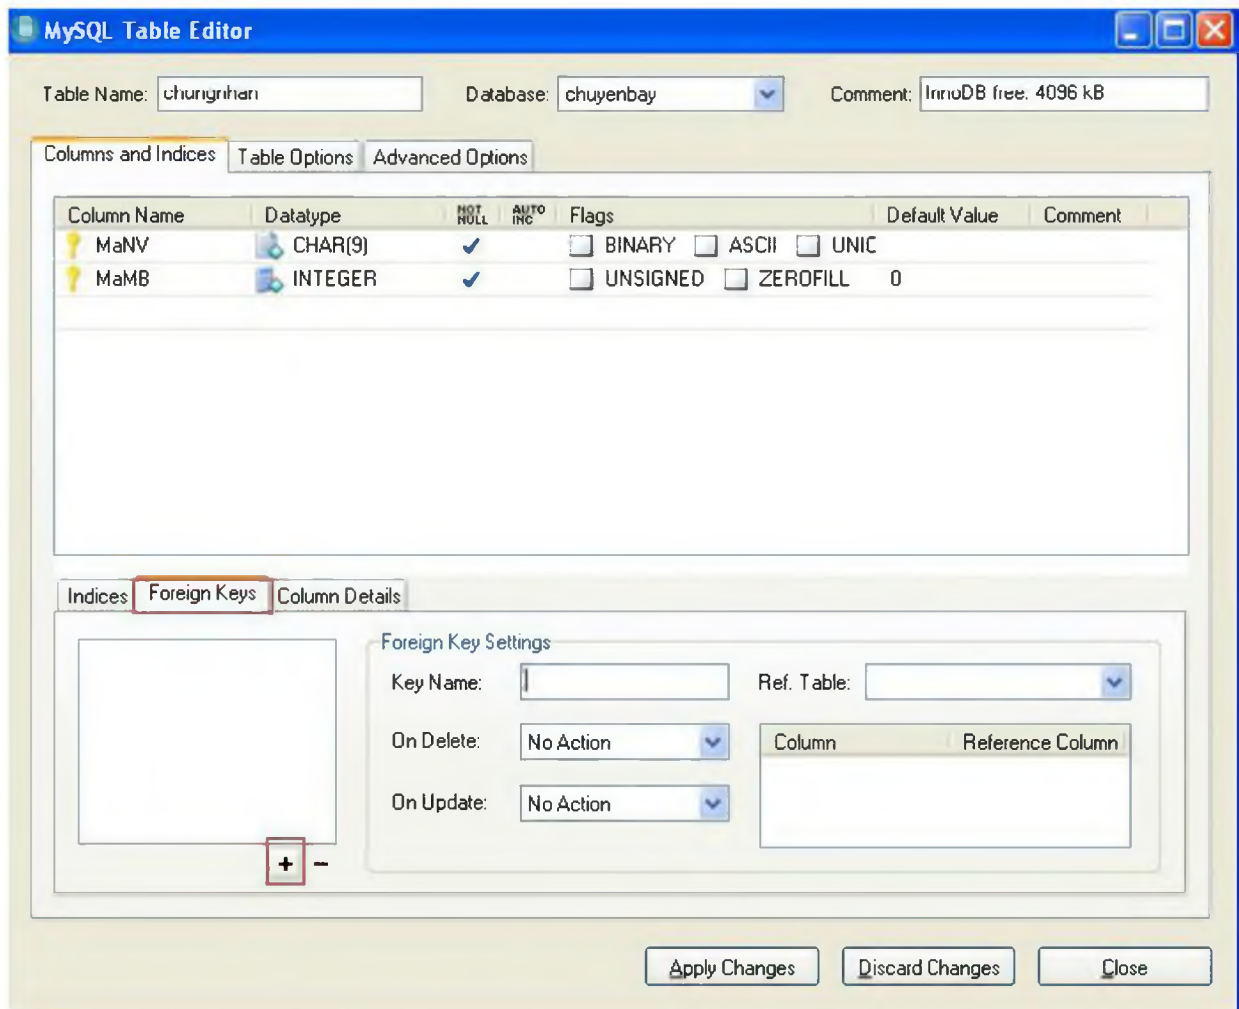 MySQL Table Editor
Table Name: chungnhan Database: chuyenbay Comment: InnoDB free: 4096 kB
Columns and Indices Table Options Advanced Options
Column Name Datatype NOT NULL AUTO INC Flags Default Value Comment
MaNV CHAR(9) BINARY ASCII UNIC
MaMB INTEGER UNSIGNED ZEROFILL 0
Indices Foreign Keys Column Details
Foreign Key Settings
Key Name: Ref. Table:
On Delete: No Action Column Reference Column
On Update: No Action
+ -
Apply Changes Discard Changes Close